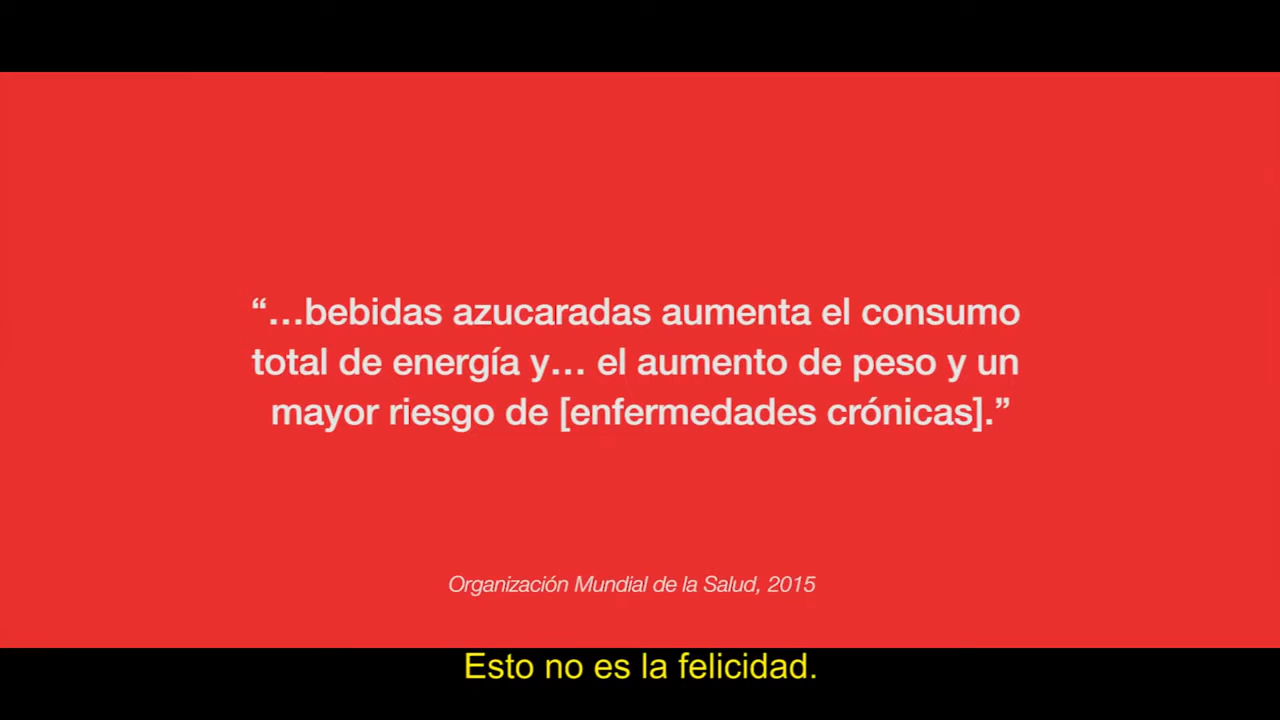 “…bebidas azucaradas aumenta el consumo
total de energía y… el aumento de peso y un
mayor riesgo de [enfermedades crónicas].”
Organización Mundial de la Salud, 2015
Esto no es la felicidad.